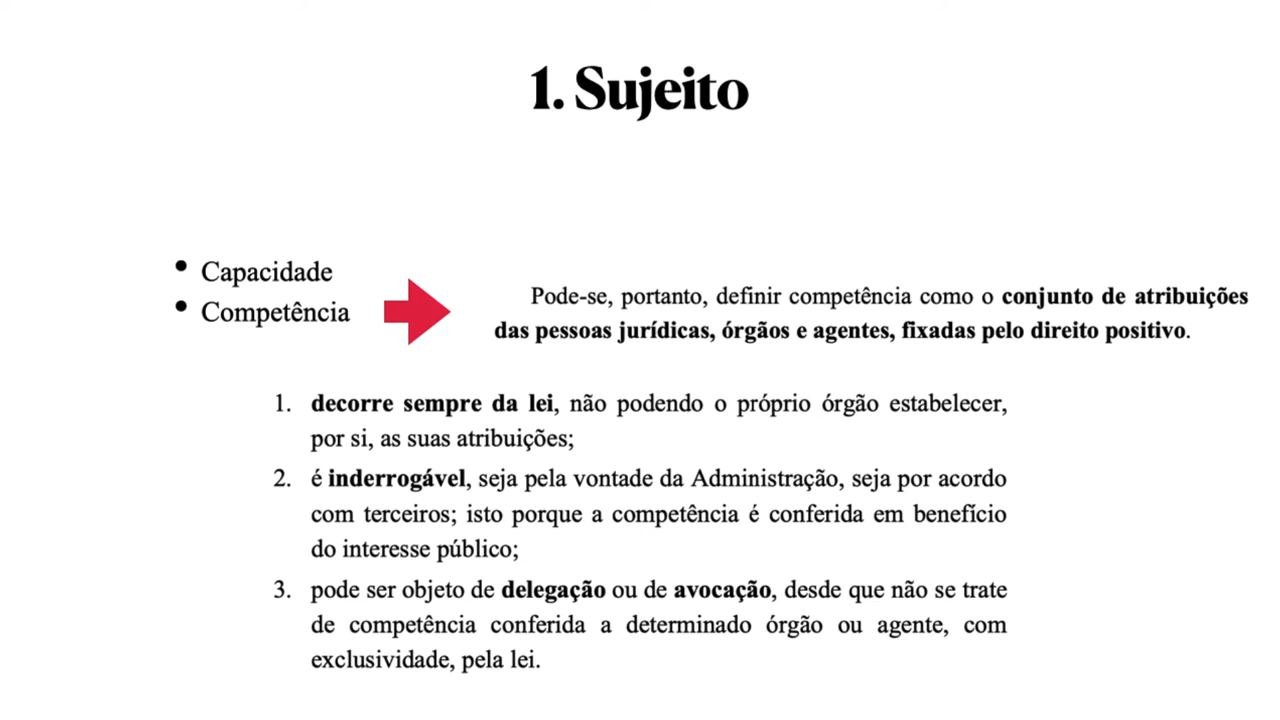 1. Sujeito
• Capacidade
• Competência
Pode-se, portanto, definir competência como o conjunto de atribuições
das pessoas jurídicas, órgãos e agentes, fixadas pelo direito positivo.
1. decorre sempre da lei, não podendo o próprio órgão estabelecer,
por si, as suas atribuições;
2. é inderrogável, seja pela vontade da Administração, seja por acordo
com terceiros; isto porque a competência é conferida em benefício
do interesse público;
3. pode ser objeto de delegação ou de avocação, desde que não se trate
de competência conferida a determinado órgão ou agente, com
exclusividade, pela lei.